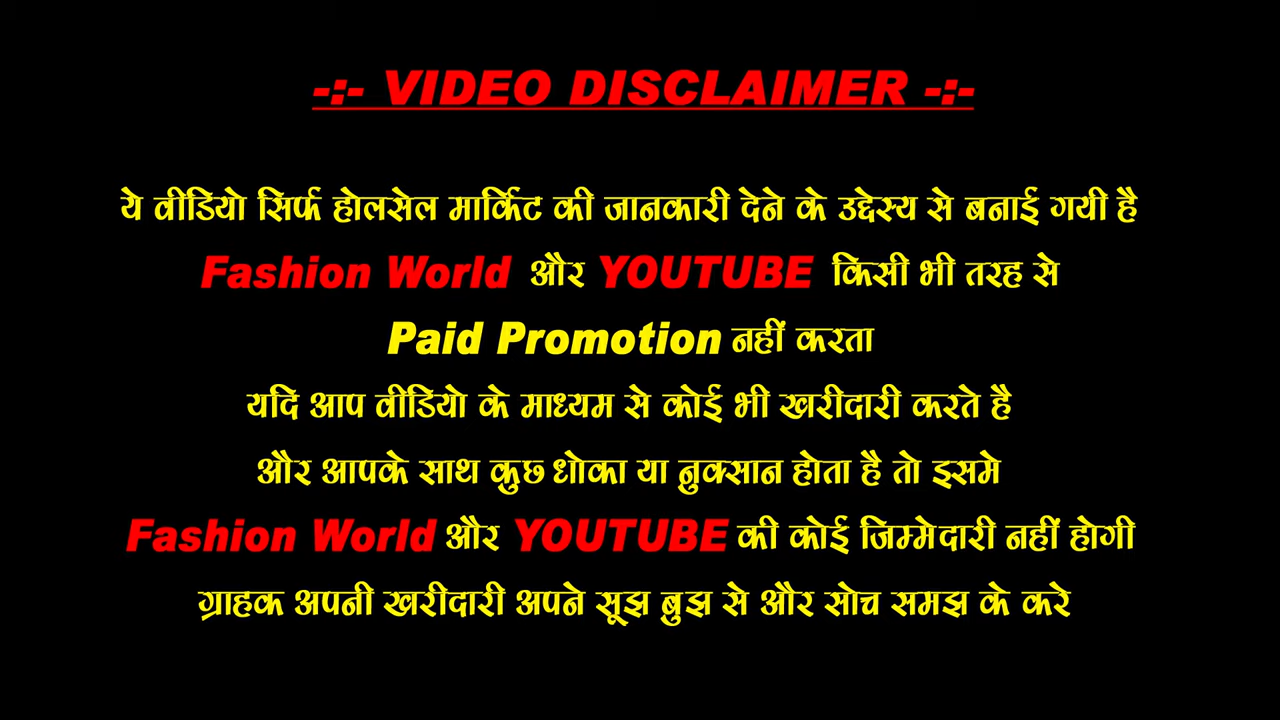 -:- VIDEO DISCLAIMER -:-
ये वीडियो सिर्फ होलसेल मार्किट की जानकारी देने के उद्देस्य से बनाई गयी है
Fashion World और YOUTUBE किसी भी तरह से
Paid Promotion नहीं करता
यदि आप वीडियो के माध्यम से कोई भी खरीदारी करते है
और आपके साथ कुछ धोका या नुक्सान होता है तो इसमे
Fashion World और YOUTUBE की कोई जिम्मेदारी नहीं होगी
ग्राहक अपनी खरीदारी अपने सूझ बुझ से और सोच समझ के करे